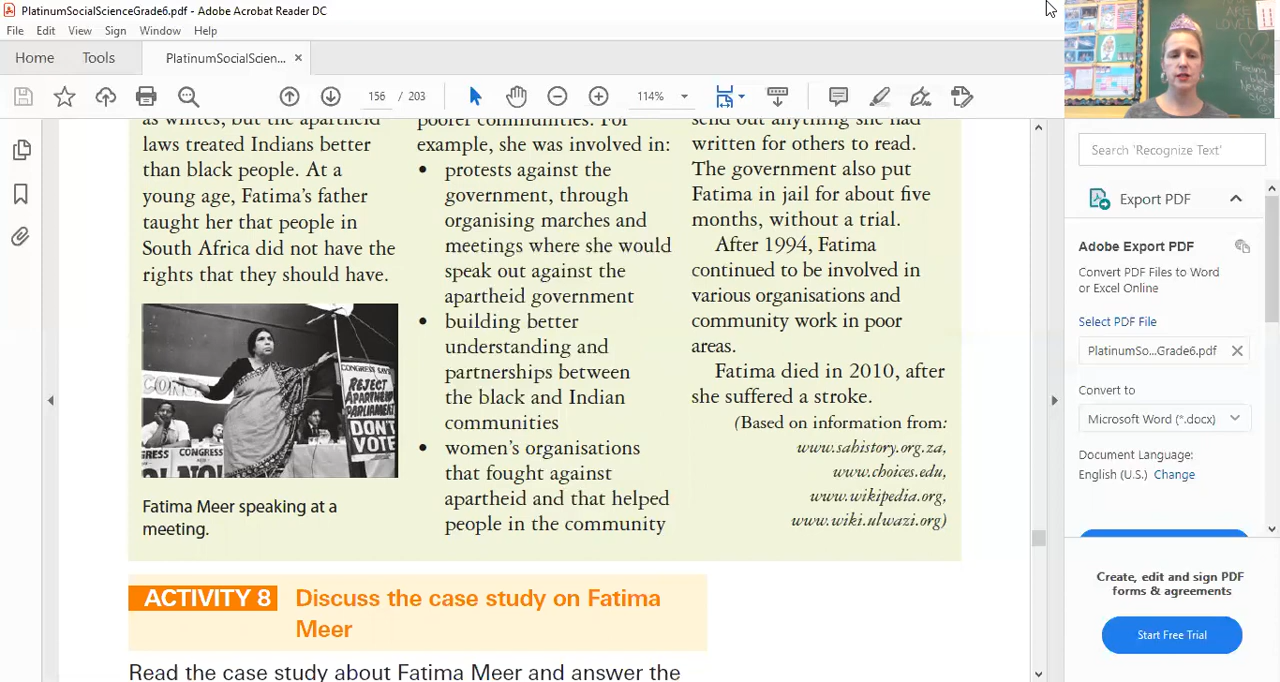 PlatinumSocialScienceGrade6.pdf - Adobe Acrobat Reader DC
File Edit View Sign Window Help
Home Tools PlatinumSocialScien... ×
156 / 203 114%
as whites, but the apartheid
laws treated Indians better
than black people. At a
young age, Fatima's father
taught her that people in
South Africa did not have the
rights that they should have.
CONGRESS SAYS
REJECT
APARTHEID
PARLIAMENT
DON'T
VOTE
CONGRESS
NO!
Fatima Meer speaking at a
meeting.
poorer communities. For
example, she was involved in:
• protests against the
government, through
organising marches and
meetings where she would
speak out against the
apartheid government
• building better
understanding and
partnerships between
the black and Indian
communities
• women's organisations
that fought against
apartheid and that helped
people in the community
send out anything she had
written for others to read.
The government also put
Fatima in jail for about five
months, without a trial.
After 1994, Fatima
continued to be involved in
various organisations and
community work in poor
areas.
Fatima died in 2010, after
she suffered a stroke.
(Based on information from:
www.sahistory.org.za,
www.choices.edu,
www.wikipedia.org,
www.wiki.ulwazi.org)
ACTIVITY 8 Discuss the case study on Fatima
Meer
Read the case study about Fatima Meer and answer the
Search 'Recognize Text'
Export PDF
Adobe Export PDF
Convert PDF Files to Word
or Excel Online
Select PDF File
PlatinumSo...Grade6.pdf ×
Convert to
Microsoft Word (*.docx)
Document Language:
English (U.S.) Change
Create, edit and sign PDF
forms & agreements
Start Free Trial